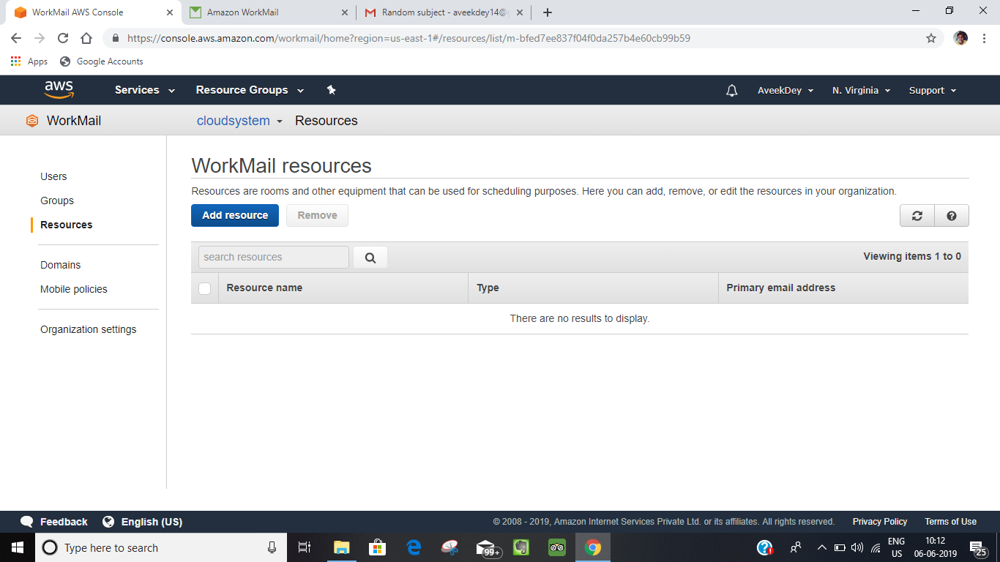 WorkMail AWS Console
Amazon WorkMail
Random subject - aveekdey14@
https://console.aws.amazon.com/workmail/home?region=us-east-1#/resources/list/m-bfed7ee837f04f0da257b4e60cb99b59
Apps Google Accounts
aws Services Resource Groups AveekDey N. Virginia Support
WorkMail cloudsystem Resources
Users
Groups
Resources
Domains
Mobile policies
Organization settings
WorkMail resources
Resources are rooms and other equipment that can be used for scheduling purposes. Here you can add, remove, or edit the resources in your organization.
Add resource Remove
search resources Viewing items 1 to 0
Resource name Type Primary email address
There are no results to display.
Feedback English (US) © 2008 - 2019, Amazon Internet Services Private Ltd. or its affiliates. All rights reserved. Privacy Policy Terms of Use
Type here to search 99+ ENG 10:12
US 06-06-2019 25